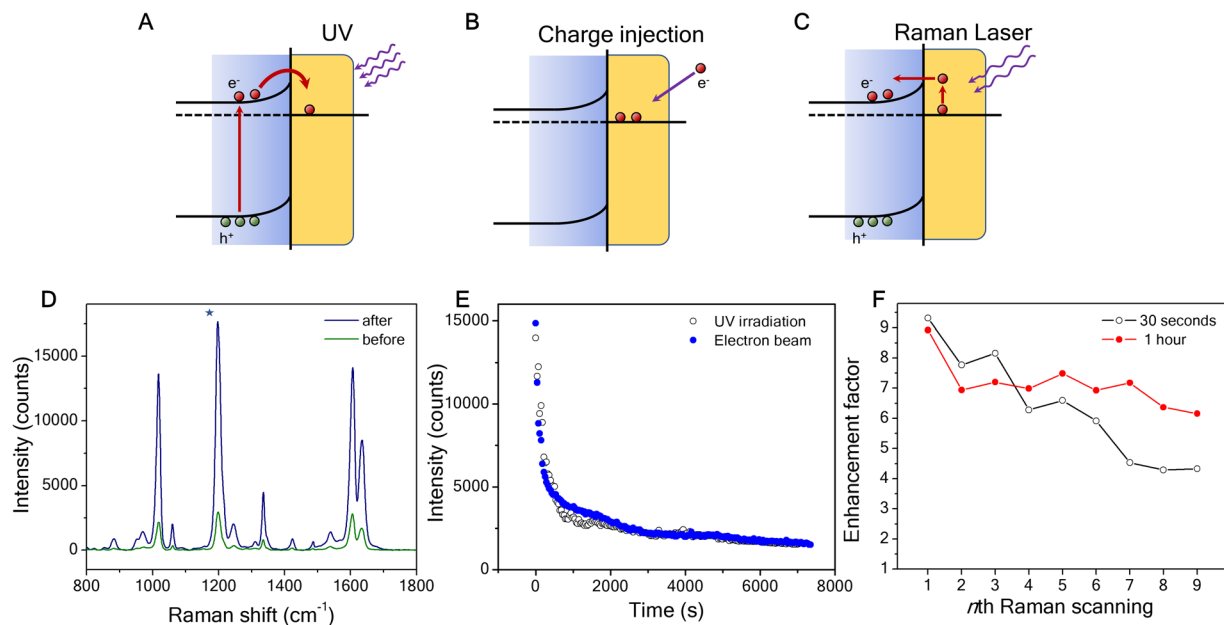 A
UV
e-
h+
B
Charge injection
e-
C
Raman Laser
e-
h+
D
★
after
before
Intensity (counts)
15000
10000
5000
0
800 1000 1200 1400 1600 1800
Raman shift (cm-1)
E
UV irradiation
Electron beam
Intensity (counts)
15000
10000
5000
0
0 2000 4000 6000 8000
Time (s)
F
30 seconds
1 hour
Enhancement factor
9
8
7
6
5
4
3
2
1
1 2 3 4 5 6 7 8 9
nth Raman scanning